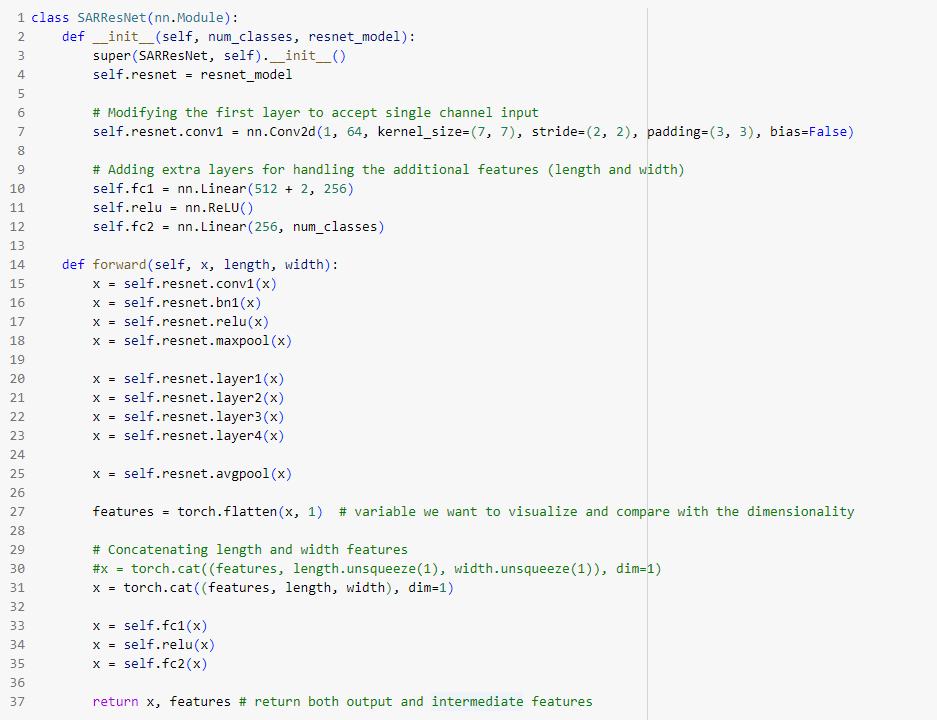 1 class SARResNet(nn.Module):
2     def __init__(self, num_classes, resnet_model):
3         super(SARResNet, self).__init__()
4         self.resnet = resnet_model
5
6         # Modifying the first layer to accept single channel input
7         self.resnet.conv1 = nn.Conv2d(1, 64, kernel_size=(7, 7), stride=(2, 2), padding=(3, 3), bias=False)
8
9         # Adding extra layers for handling the additional features (length and width)
10         self.fc1 = nn.Linear(512 + 2, 256)
11         self.relu = nn.ReLU()
12         self.fc2 = nn.Linear(256, num_classes)
13
14     def forward(self, x, length, width):
15         x = self.resnet.conv1(x)
16         x = self.resnet.bn1(x)
17         x = self.resnet.relu(x)
18         x = self.resnet.maxpool(x)
19
20         x = self.resnet.layer1(x)
21         x = self.resnet.layer2(x)
22         x = self.resnet.layer3(x)
23         x = self.resnet.layer4(x)
24
25         x = self.resnet.avgpool(x)
26
27         features = torch.flatten(x, 1)  # variable we want to visualize and compare with the dimensionality
28
29         # Concatenating length and width features
30         #x = torch.cat((features, length.unsqueeze(1), width.unsqueeze(1)), dim=1)
31         x = torch.cat((features, length, width), dim=1)
32
33         x = self.fc1(x)
34         x = self.relu(x)
35         x = self.fc2(x)
36
37         return x, features # return both output and intermediate features